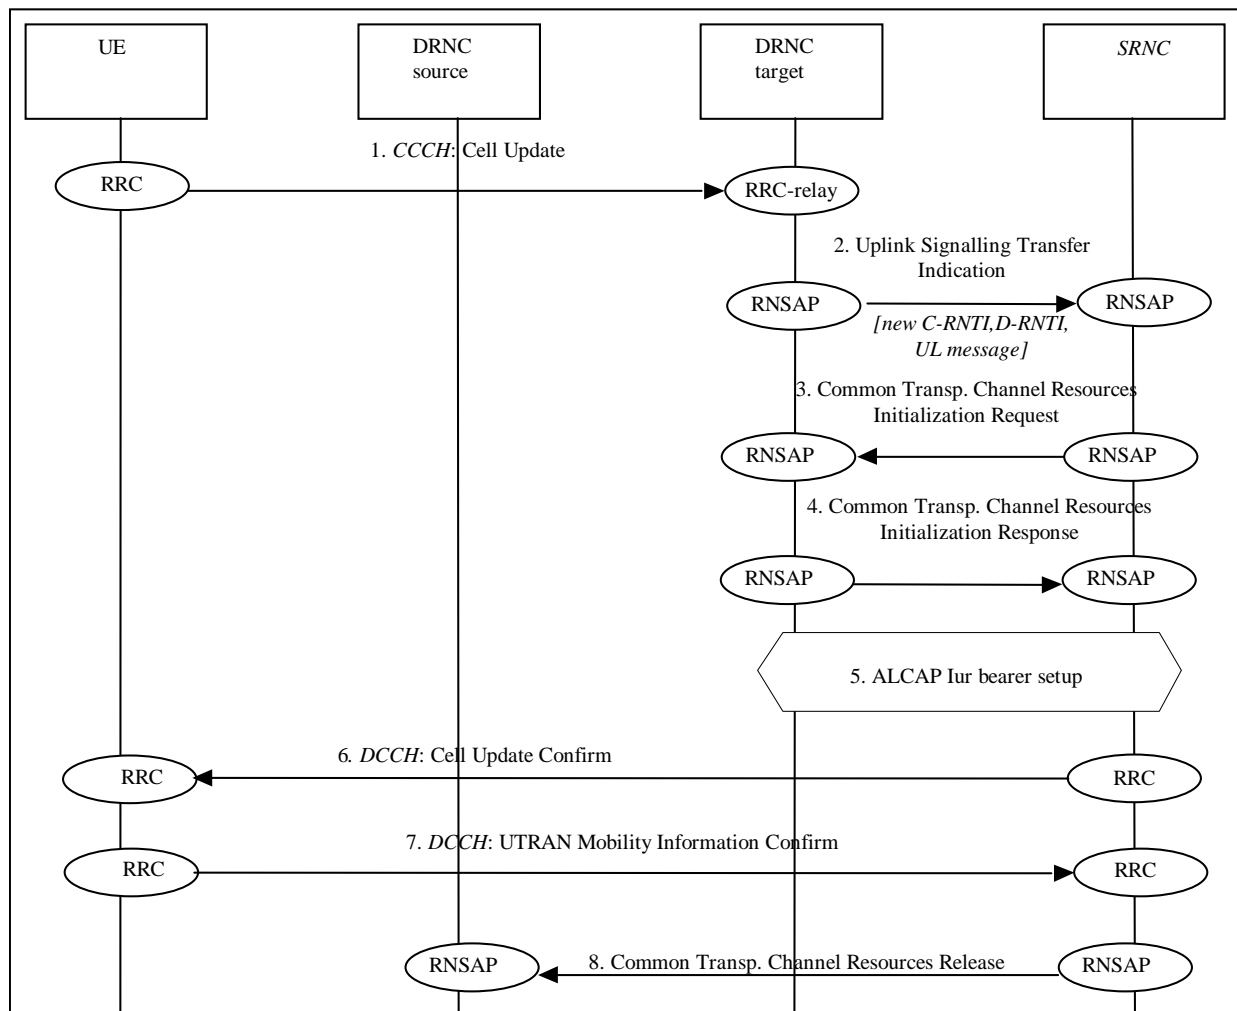 UE
DRNC
source
DRNC
target
SRNC
1. CCCH: Cell Update
RRC
RRC-relay
2. Uplink Signalling Transfer
Indication
RNSAP
RNSAP
[new C-RNTI,D-RNTI,
UL message]
3. Common Transp. Channel Resources
Initialization Request
RNSAP
RNSAP
4. Common Transp. Channel Resources
Initialization Response
RNSAP
RNSAP
5. ALCAP Iur bearer setup
6. DCCH: Cell Update Confirm
RRC
RRC
7. DCCH: UTRAN Mobility Information Confirm
RRC
RRC
RNSAP
8. Common Transp. Channel Resources Release
RNSAP